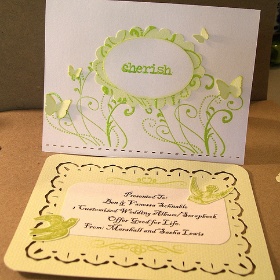 cherish
Presented To:
Ben & Vanessa Schnable
1 Customized Wedding Album/Scrapbook
Offer Good for Life.
From: Marshall and Sasha Lewis